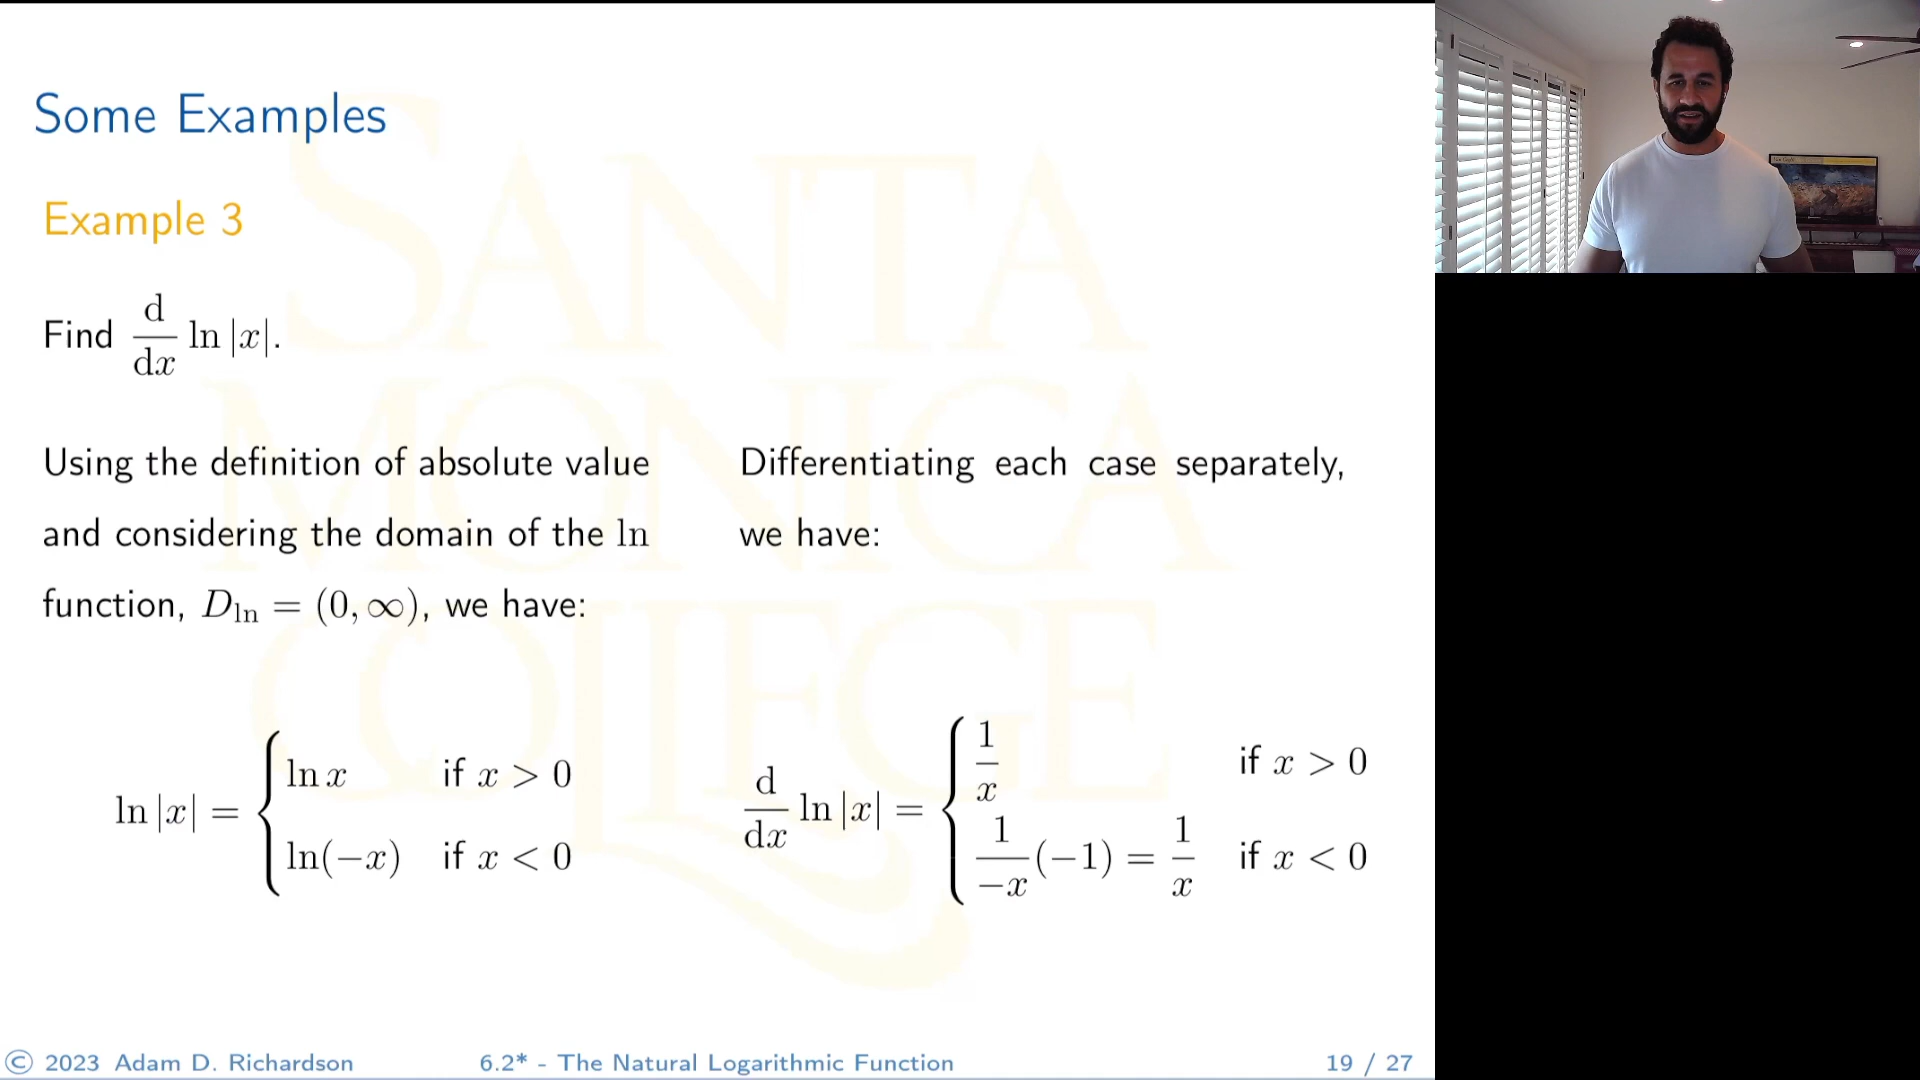 Some Examples
Example 3
Find d/dx ln |x|.
Using the definition of absolute value
and considering the domain of the ln
function, D_ln = (0, ∞), we have:
ln |x| = { ln x if x > 0
ln(−x) if x < 0
Differentiating each case separately,
we have:
d/dx ln |x| = { 1/x if x > 0
1/−x (−1) = 1/x if x < 0
SANTA
MONICA
COLLEGE
© 2023 Adam D. Richardson 6.2* - The Natural Logarithmic Function 19 / 27